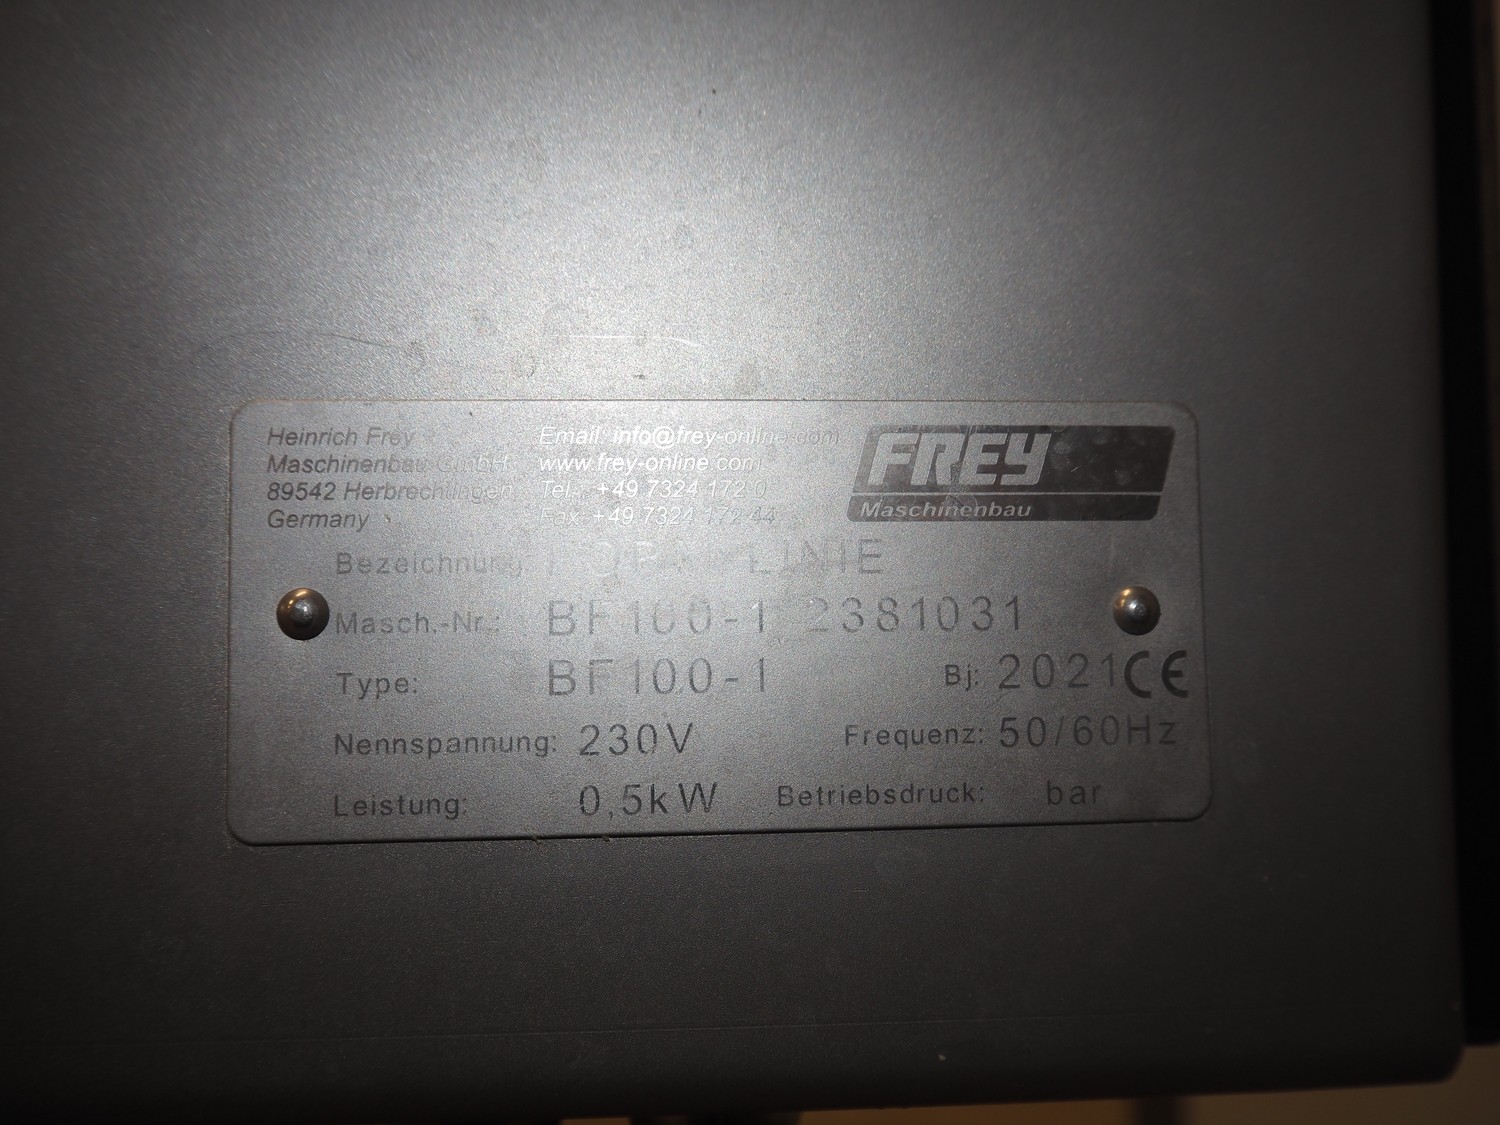 Heinrich Frey
Maschinenbau GmbH
89542 Herbrechtingen
Germany
Email: info@frey-online.com
www.frey-online.com
Tel.: +49 7324 172 0
Fax: +49 7324 172 44
FREY
Maschinenbau
Bezeichnung: LINIE
Masch.-Nr.: BF100-1 2381031
Type: BF100-1 Bj: 2021 CE
Nennspannung: 230V Frequenz: 50/60Hz
Leistung: 0,5kW Betriebsdruck: bar